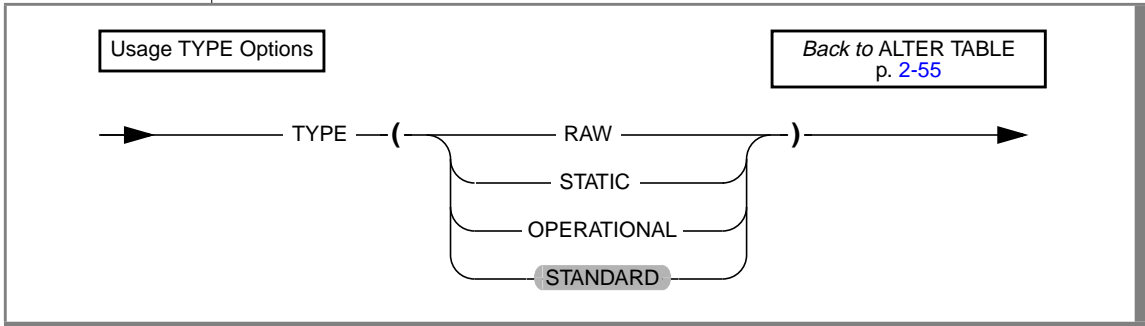 Usage TYPE Options
Back to ALTER TABLE
p. 2-55
TYPE ( RAW )
STATIC
OPERATIONAL
STANDARD